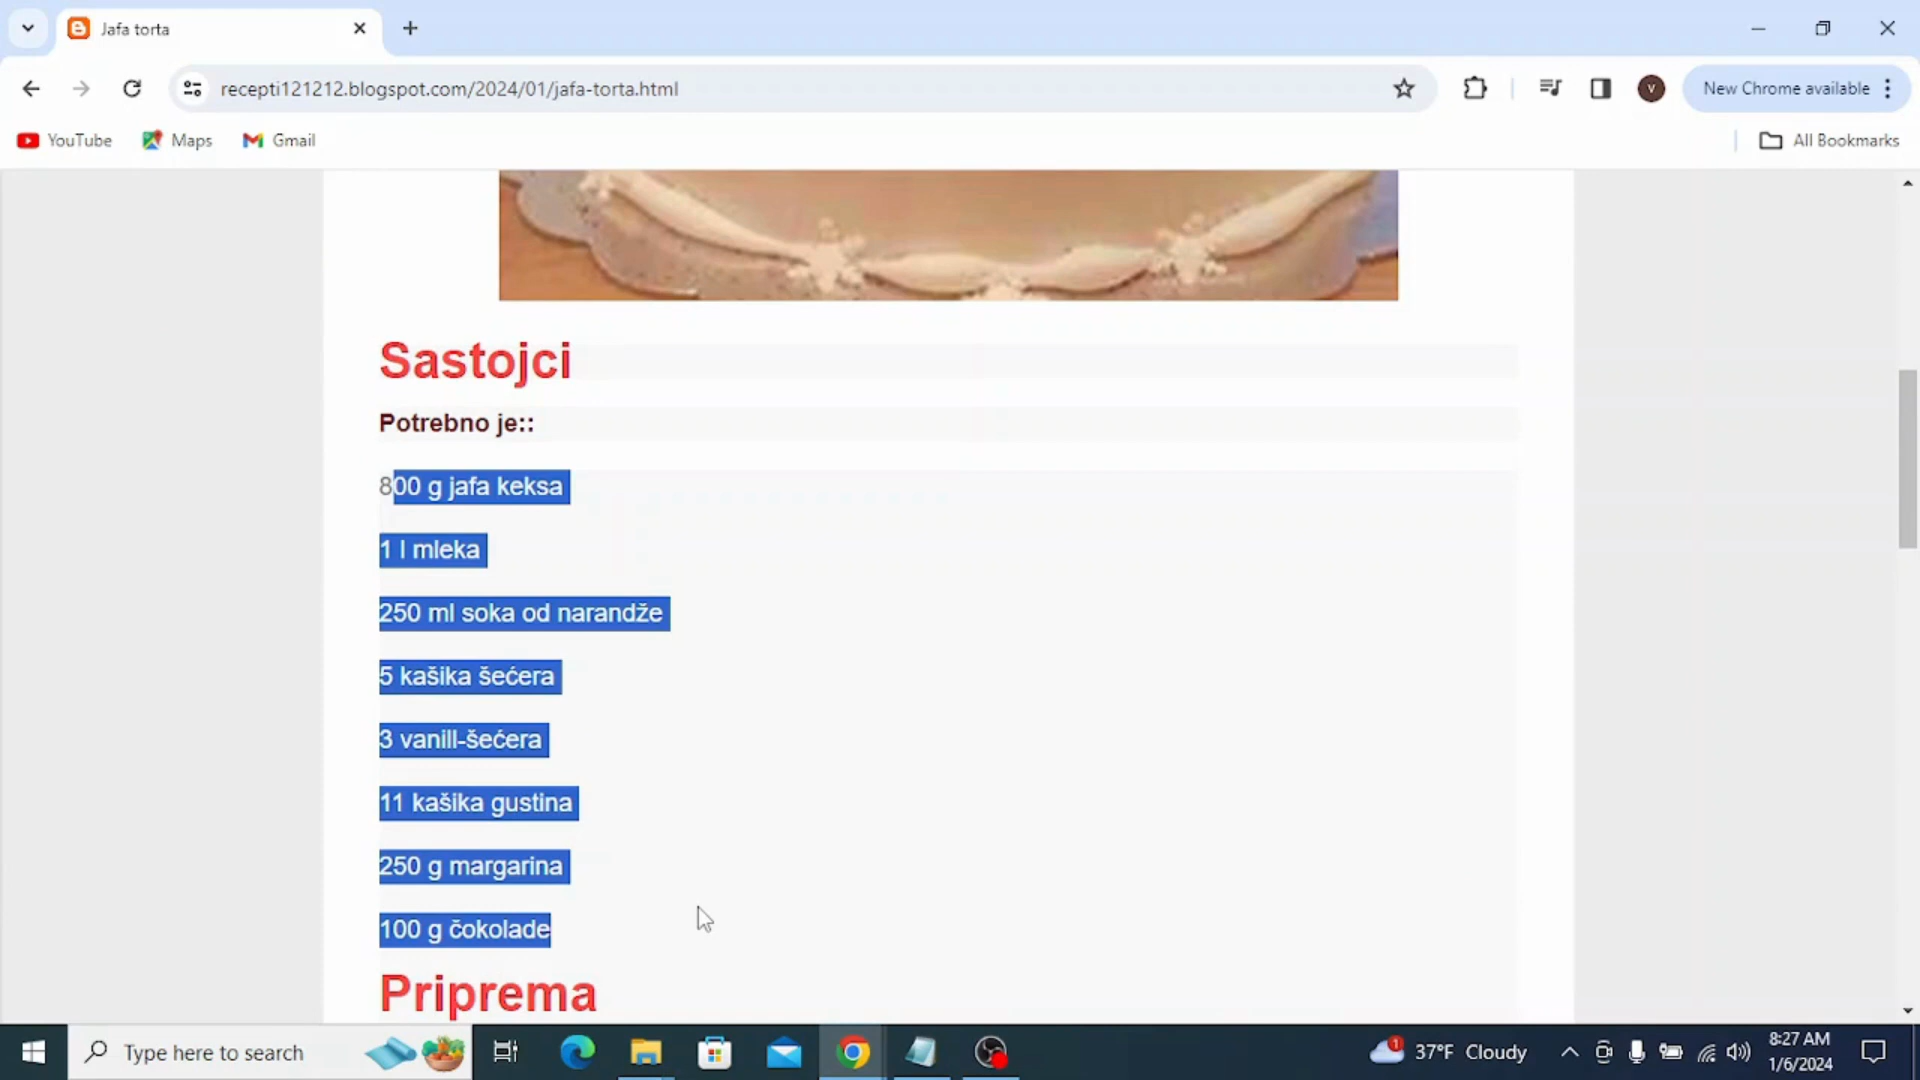 Jafa torta
recepti121212.blogspot.com/2024/01/jafa-torta.html
V
New Chrome available
YouTube
Maps
Gmail
All Bookmarks
Sastojci
Potrebno je::
800 g jafa keksa
1 l mleka
250 ml soka od narandže
5 kašika šećera
3 vanill-šećera
11 kašika gustina
250 g margarina
100 g čokolade
Priprema
Type here to search
1
37°F Cloudy
8:27 AM
1/6/2024